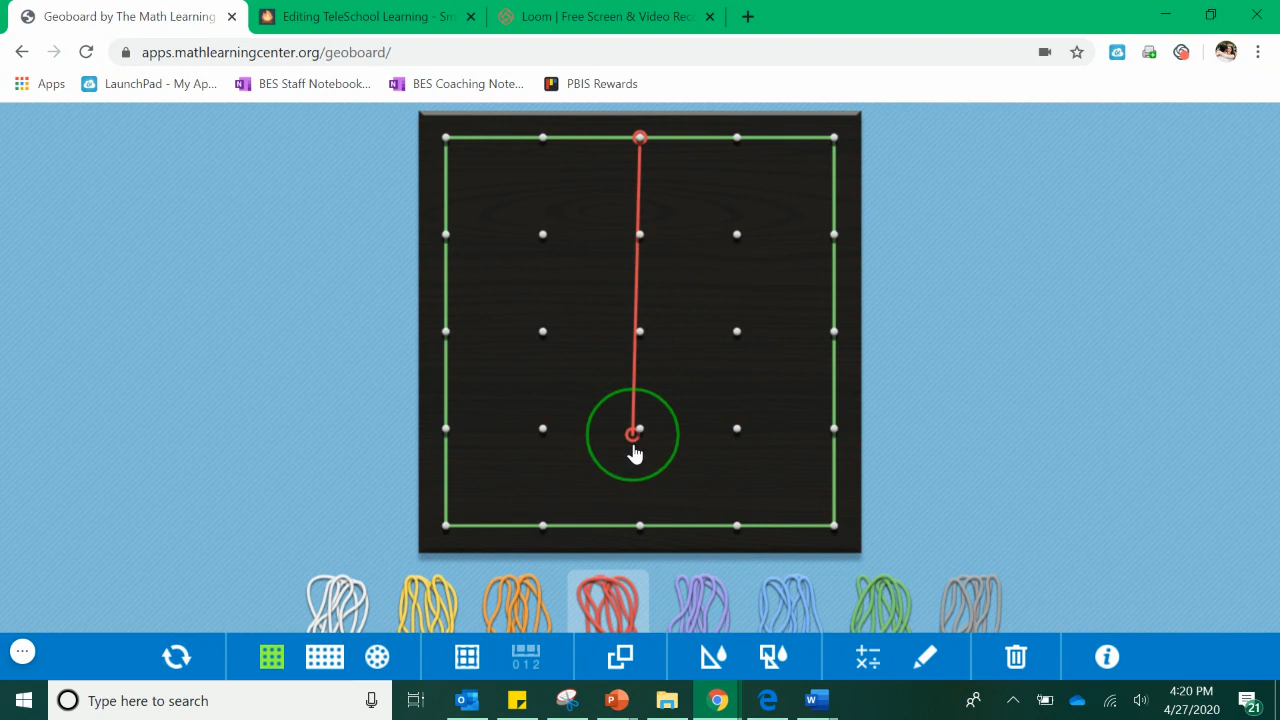 Geoboard by The Math Learning
Editing TeleSchool Learning - Sm
Loom | Free Screen & Video Rec
apps.mathlearningcenter.org/geoboard/
Apps
LaunchPad - My Ap...
BES Staff Notebook...
BES Coaching Note...
PBIS Rewards
0 1 2
Type here to search
4:20 PM
4/27/2020
21